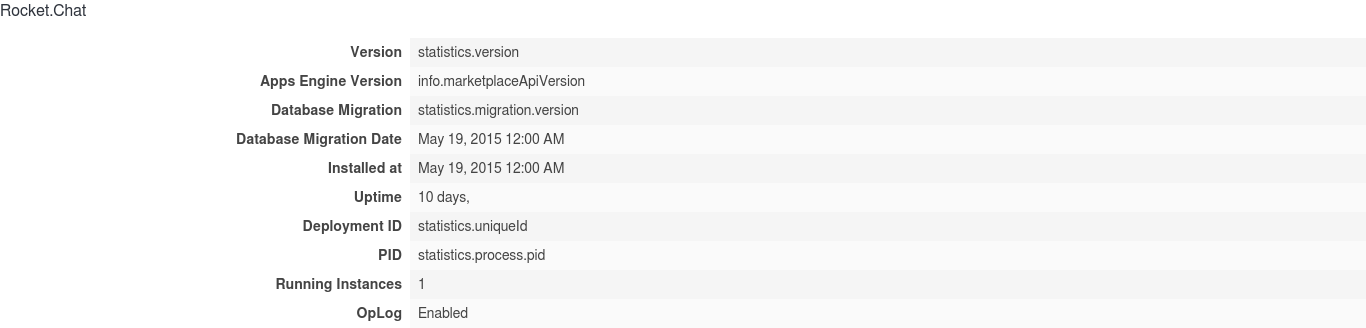 Rocket.Chat
Version statistics.version
Apps Engine Version info.marketplaceApiVersion
Database Migration statistics.migration.version
Database Migration Date May 19, 2015 12:00 AM
Installed at May 19, 2015 12:00 AM
Uptime 10 days,
Deployment ID statistics.uniqueId
PID statistics.process.pid
Running Instances 1
OpLog Enabled